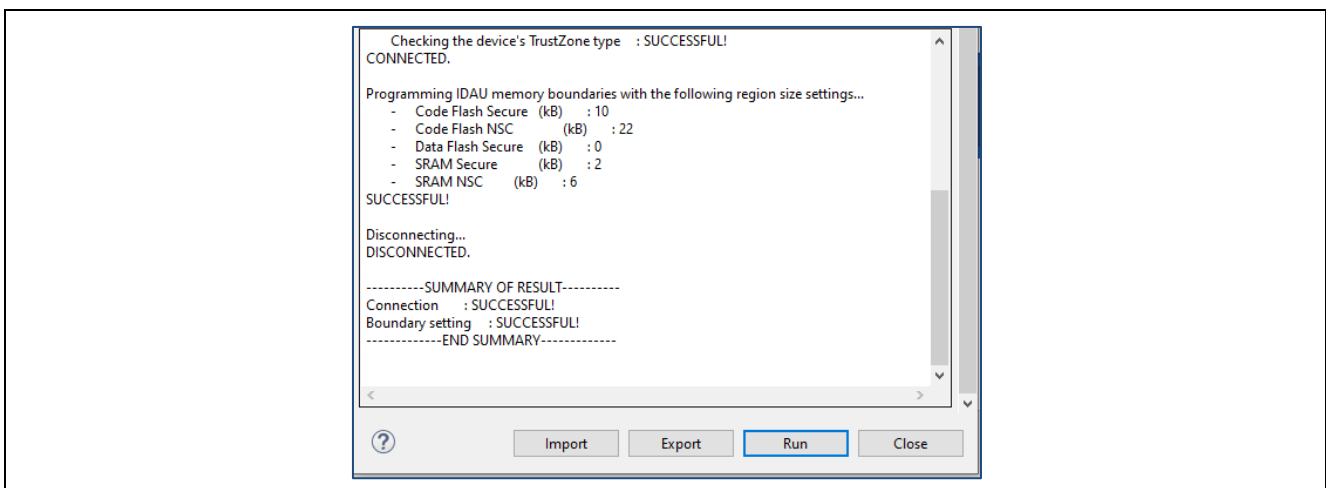 Checking the device's TrustZone type : SUCCESSFUL!
CONNECTED.
Programming IDAU memory boundaries with the following region size settings...
- Code Flash Secure (kB) : 10
- Code Flash NSC (kB) : 22
- Data Flash Secure (kB) : 0
- SRAM Secure (kB) : 2
- SRAM NSC (kB) : 6
SUCCESSFUL!
Disconnecting...
DISCONNECTED.
----------SUMMARY OF RESULT----------
Connection : SUCCESSFUL!
Boundary setting : SUCCESSFUL!
-------------END SUMMARY-------------
? Import Export Run Close